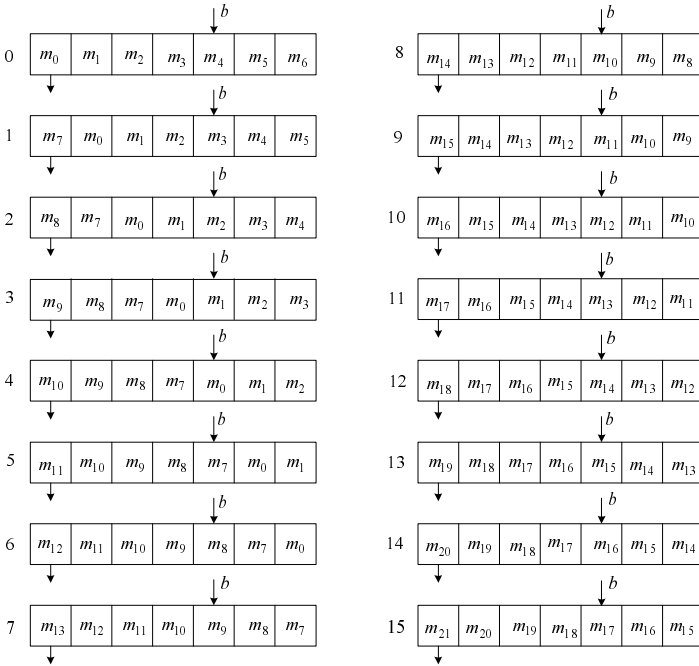 b
0 m₀ m₁ m₂ m₃ m₄ m₅ m₆
b
1 m₇ m₀ m₁ m₂ m₃ m₄ m₅
b
2 m₈ m₇ m₀ m₁ m₂ m₃ m₄
b
3 m₉ m₈ m₇ m₀ m₁ m₂ m₃
b
4 m₁₀ m₉ m₈ m₇ m₀ m₁ m₂
b
5 m₁₁ m₁₀ m₉ m₈ m₇ m₀ m₁
b
6 m₁₂ m₁₁ m₁₀ m₉ m₈ m₇ m₀
b
7 m₁₃ m₁₂ m₁₁ m₁₀ m₉ m₈ m₇
b
8 m₁₄ m₁₃ m₁₂ m₁₁ m₁₀ m₉ m₈
b
9 m₁₅ m₁₄ m₁₃ m₁₂ m₁₁ m₁₀ m₉
b
10 m₁₆ m₁₅ m₁₄ m₁₃ m₁₂ m₁₁ m₁₀
b
11 m₁₇ m₁₆ m₁₅ m₁₄ m₁₃ m₁₂ m₁₁
b
12 m₁₈ m₁₇ m₁₆ m₁₅ m₁₄ m₁₃ m₁₂
b
13 m₁₉ m₁₈ m₁₇ m₁₆ m₁₅ m₁₄ m₁₃
b
14 m₂₀ m₁₉ m₁₈ m₁₇ m₁₆ m₁₅ m₁₄
b
15 m₂₁ m₂₀ m₁₉ m₁₈ m₁₇ m₁₆ m₁₅